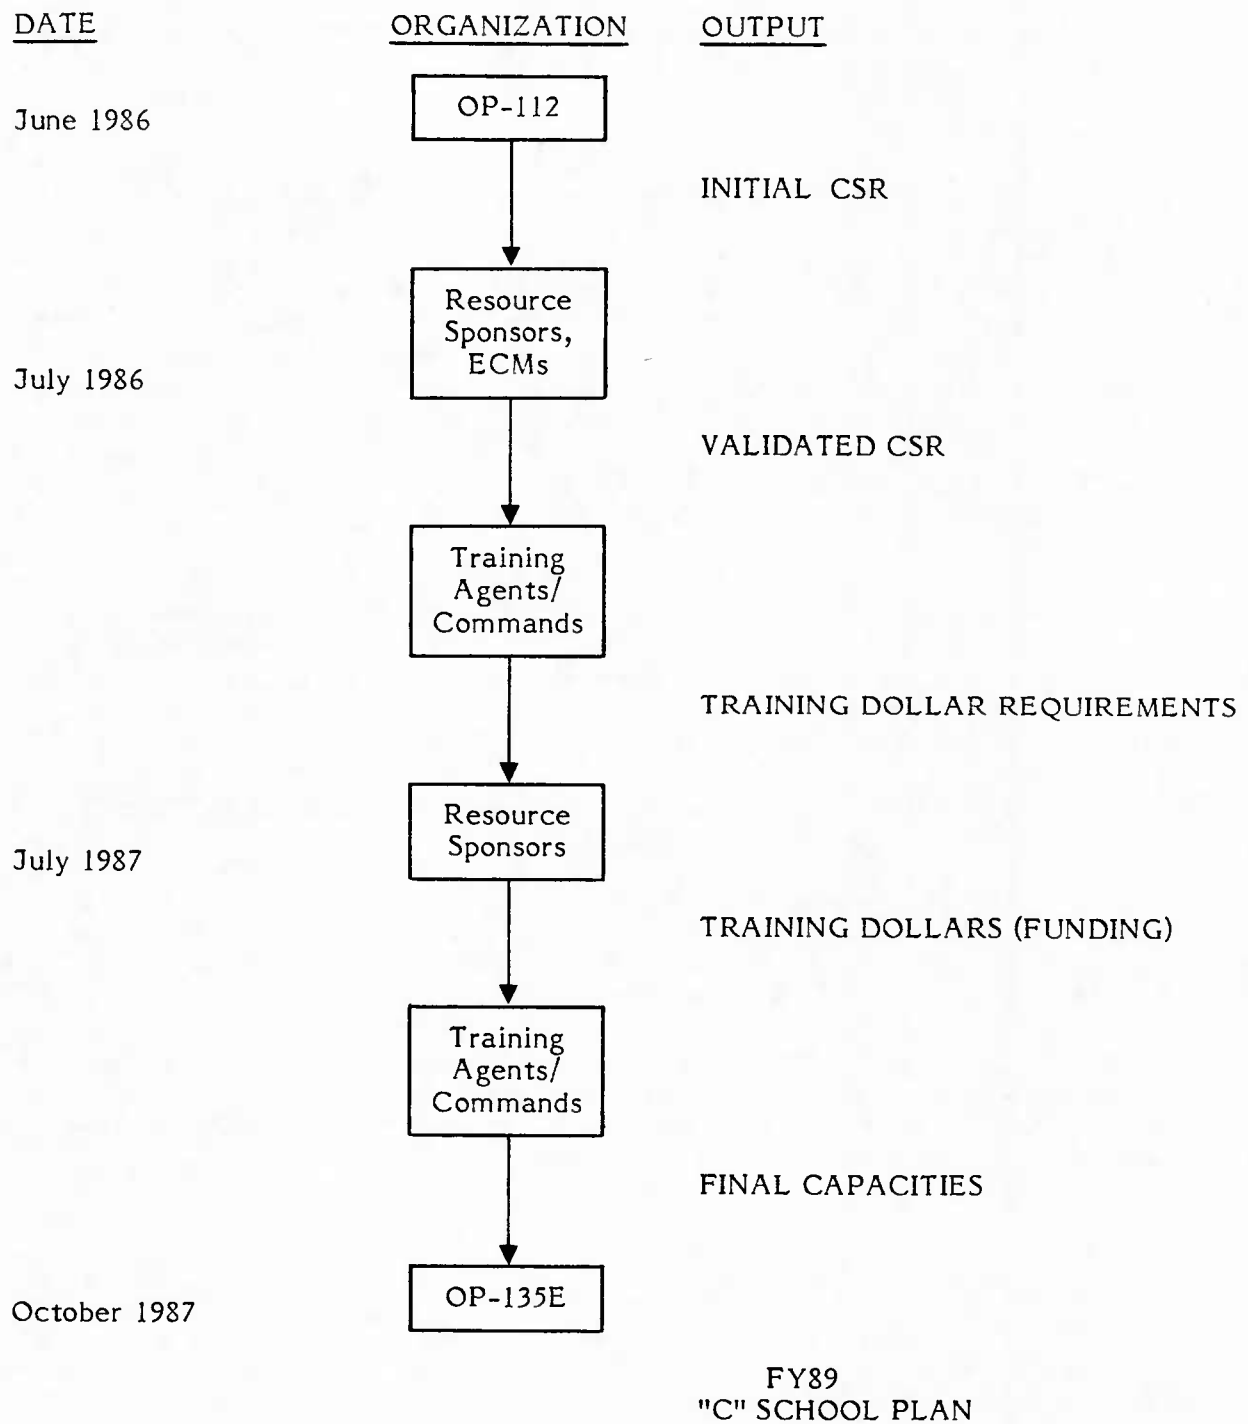 DATE ORGANIZATION OUTPUT
OP-112
June 1986
INITIAL CSR
Resource
Sponsors,
ECMs
July 1986
VALIDATED CSR
Training
Agents/
Commands
TRAINING DOLLAR REQUIREMENTS
Resource
Sponsors
July 1987
TRAINING DOLLARS (FUNDING)
Training
Agents/
Commands
FINAL CAPACITIES
OP-135E
October 1987
FY89
"C" SCHOOL PLAN